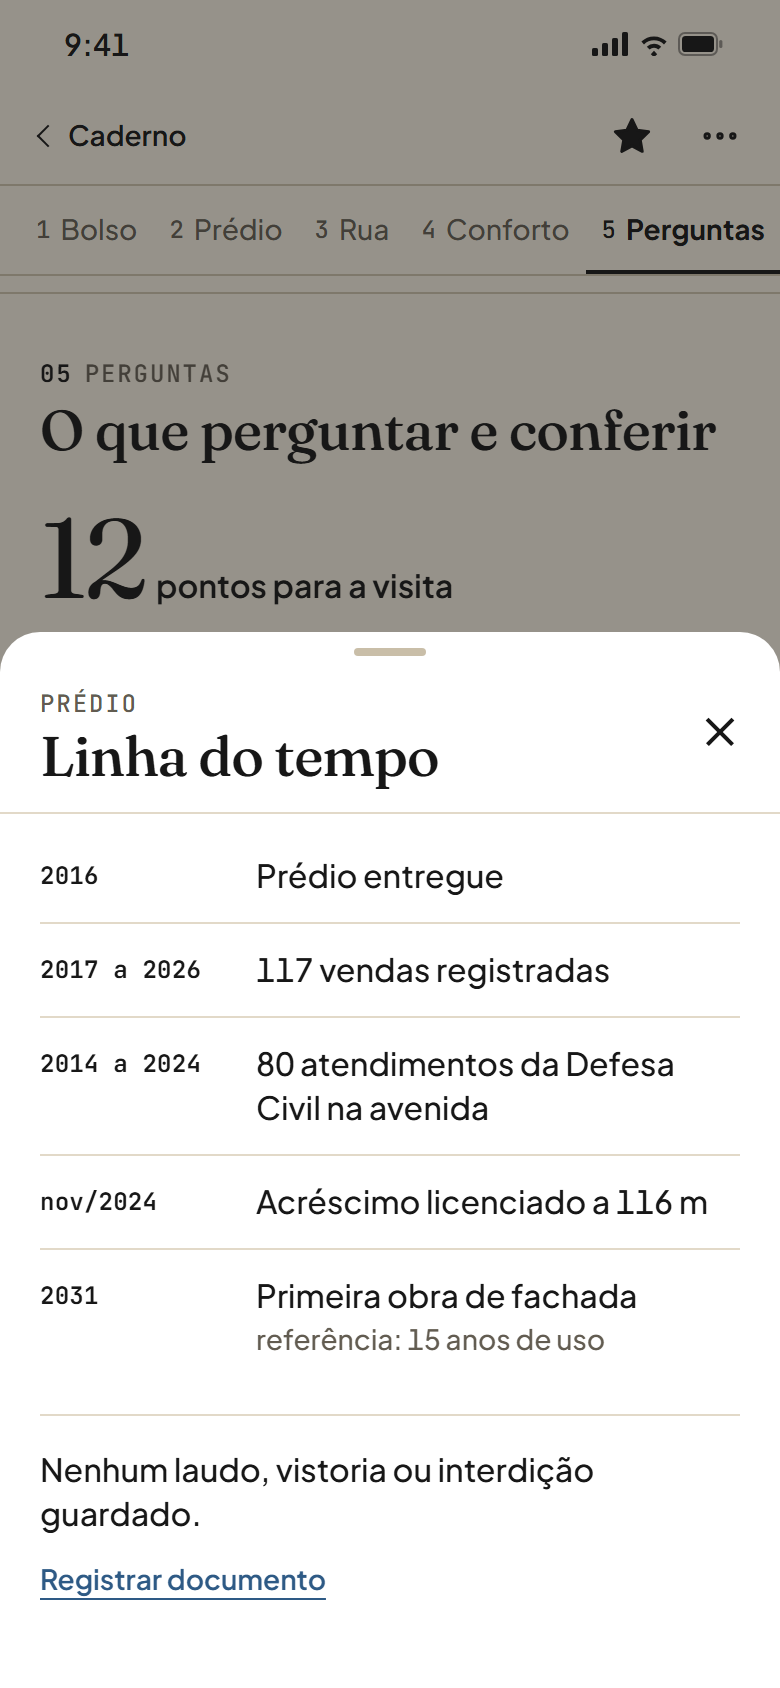 9:41
Caderno
1 Bolso 2 Prédio 3 Rua 4 Conforto 5 Perguntas
05 PERGUNTAS
O que perguntar e conferir
12 pontos para a visita
PRÉDIO
Linha do tempo
2016 Prédio entregue
2017 a 2026 117 vendas registradas
2014 a 2024 80 atendimentos da Defesa
Civil na avenida
nov/2024 Acréscimo licenciado a 116 m
2031 Primeira obra de fachada
referência: 15 anos de uso
Nenhum laudo, vistoria ou interdição
guardado.
Registrar documento